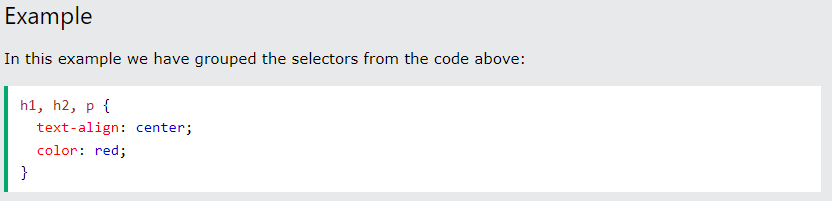 Example
In this example we have grouped the selectors from the code above:
h1, h2, p {
  text-align: center;
  color: red;
}